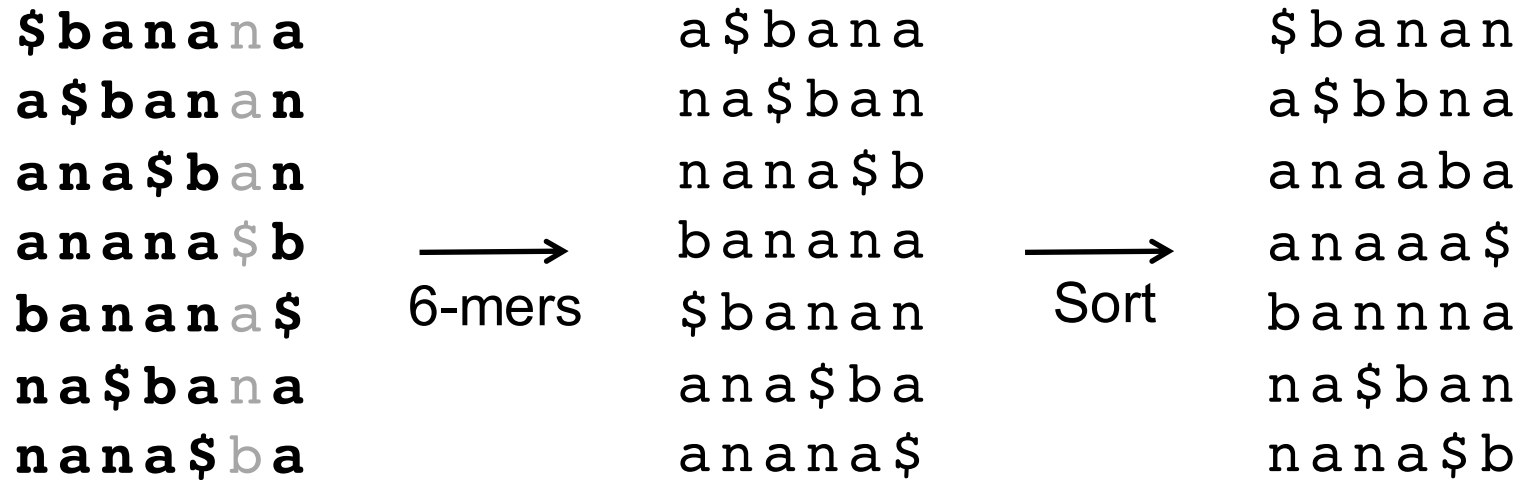 $banana a$bana $banan
a$banan na$ban a$bbna
ana$ban nana$b anaaba
anana$b banana anaaa$
banana$ 6-mers $banan Sort bannna
na$bana ana$ba na$ban
nana$ba anana$ nana$b